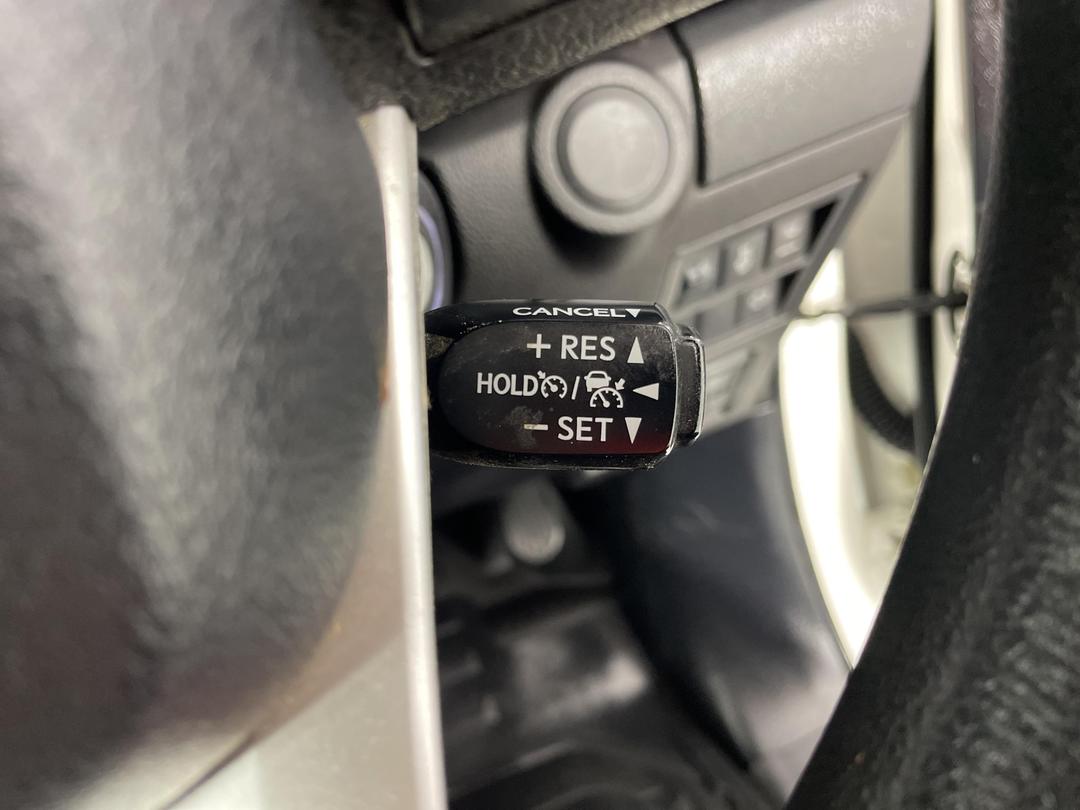 CANCEL▼
+ RES ▲
HOLD / ◄
− SET ▼